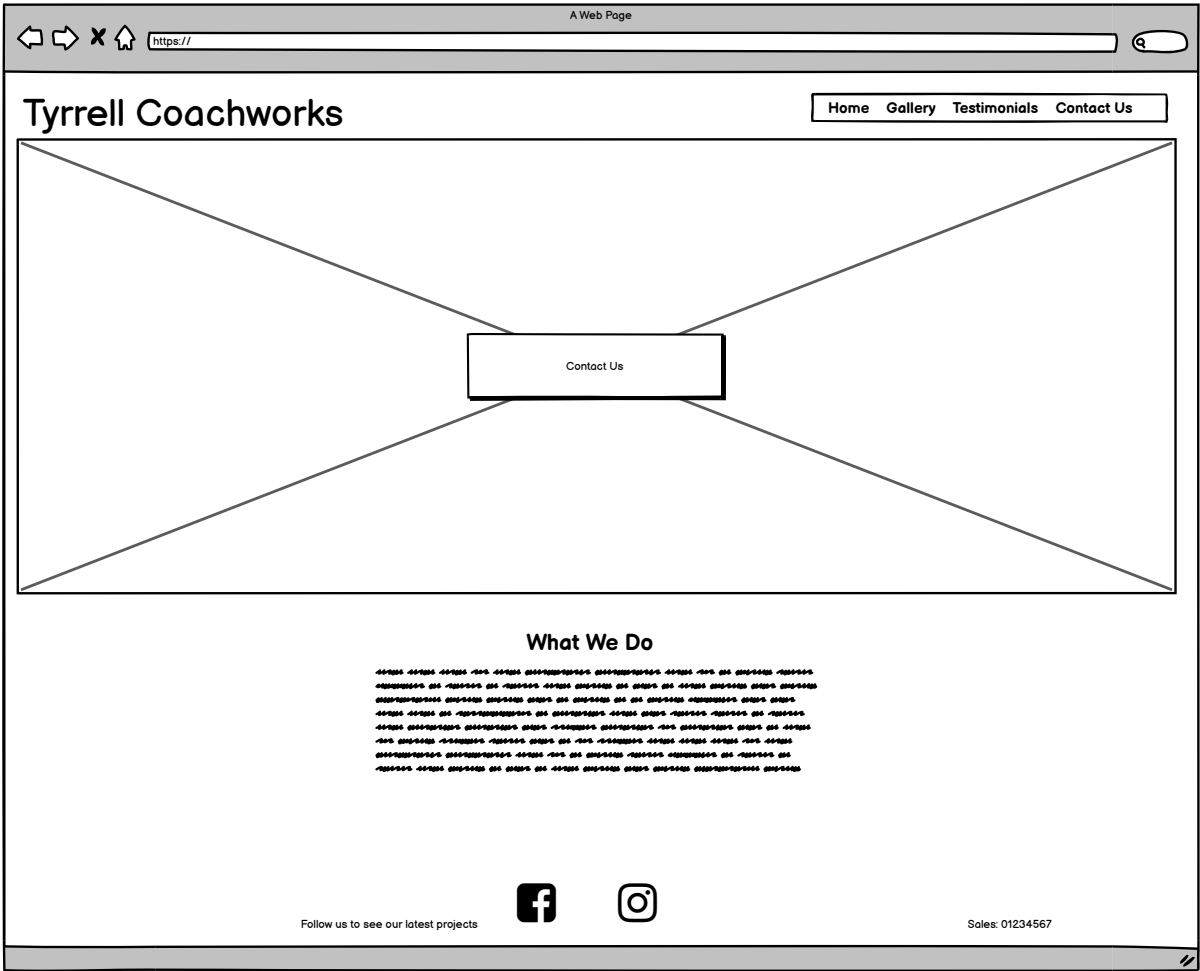 A Web Page
https://
Tyrrell Coachworks
Home Gallery Testimonials Contact Us
Contact Us
What We Do
Follow us to see our latest projects
Sales: 01234567